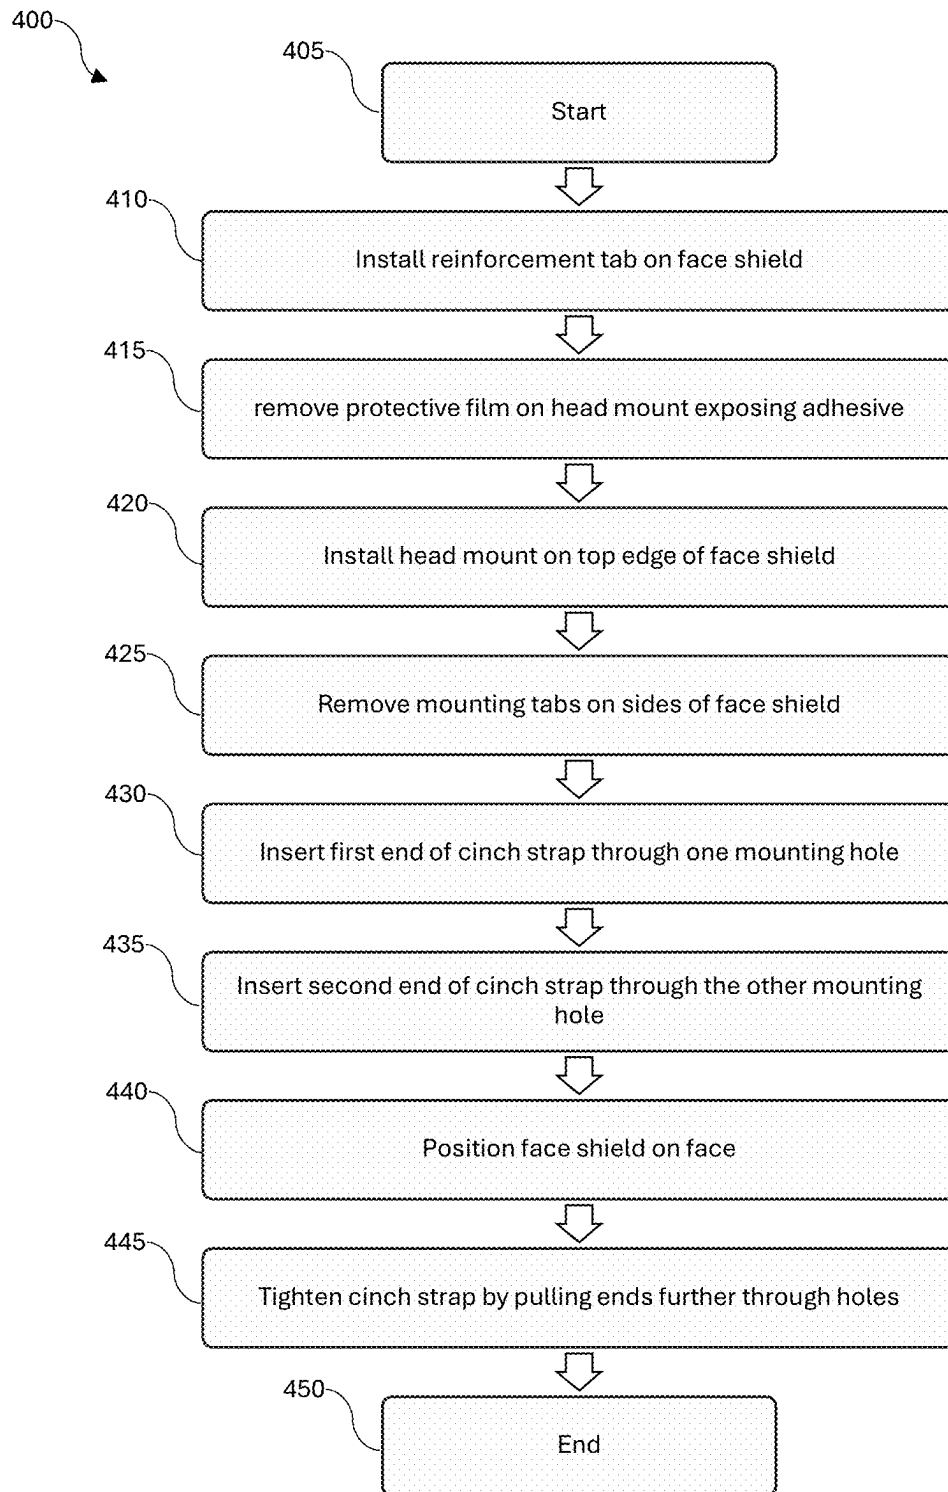 400
405
Start
410
Install reinforcement tab on face shield
415
remove protective film on head mount exposing adhesive
420
Install head mount on top edge of face shield
425
Remove mounting tabs on sides of face shield
430
Insert first end of cinch strap through one mounting hole
435
Insert second end of cinch strap through the other mounting
hole
440
Position face shield on face
445
Tighten cinch strap by pulling ends further through holes
450
End